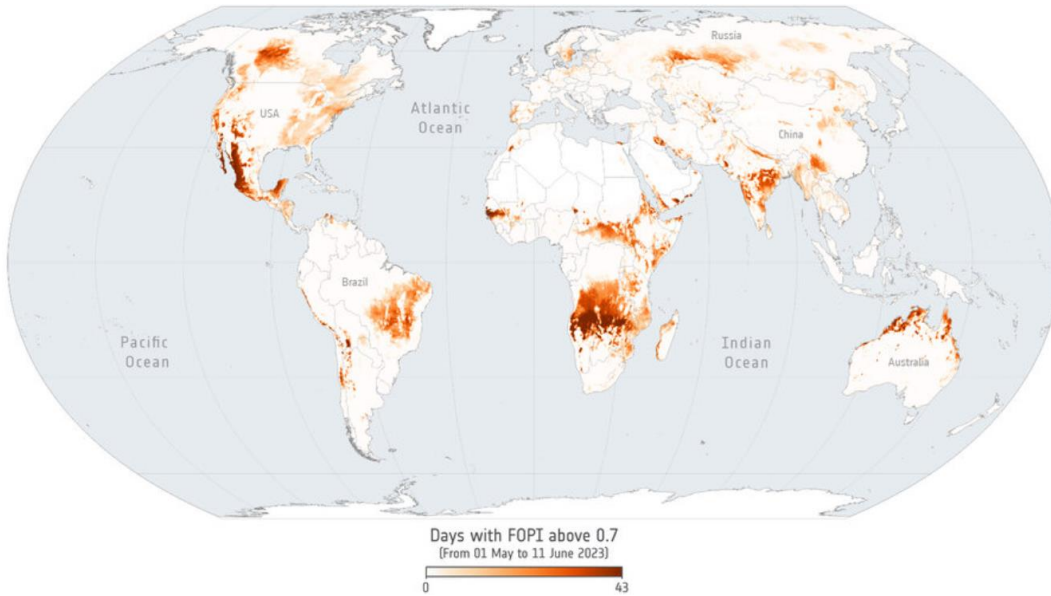 Russia
Atlantic
Ocean
USA
China
Brazil
Pacific
Ocean
Indian
Ocean
Australia
Days with FOPI above 0.7
(From 01 May to 11 June 2023)
0
43